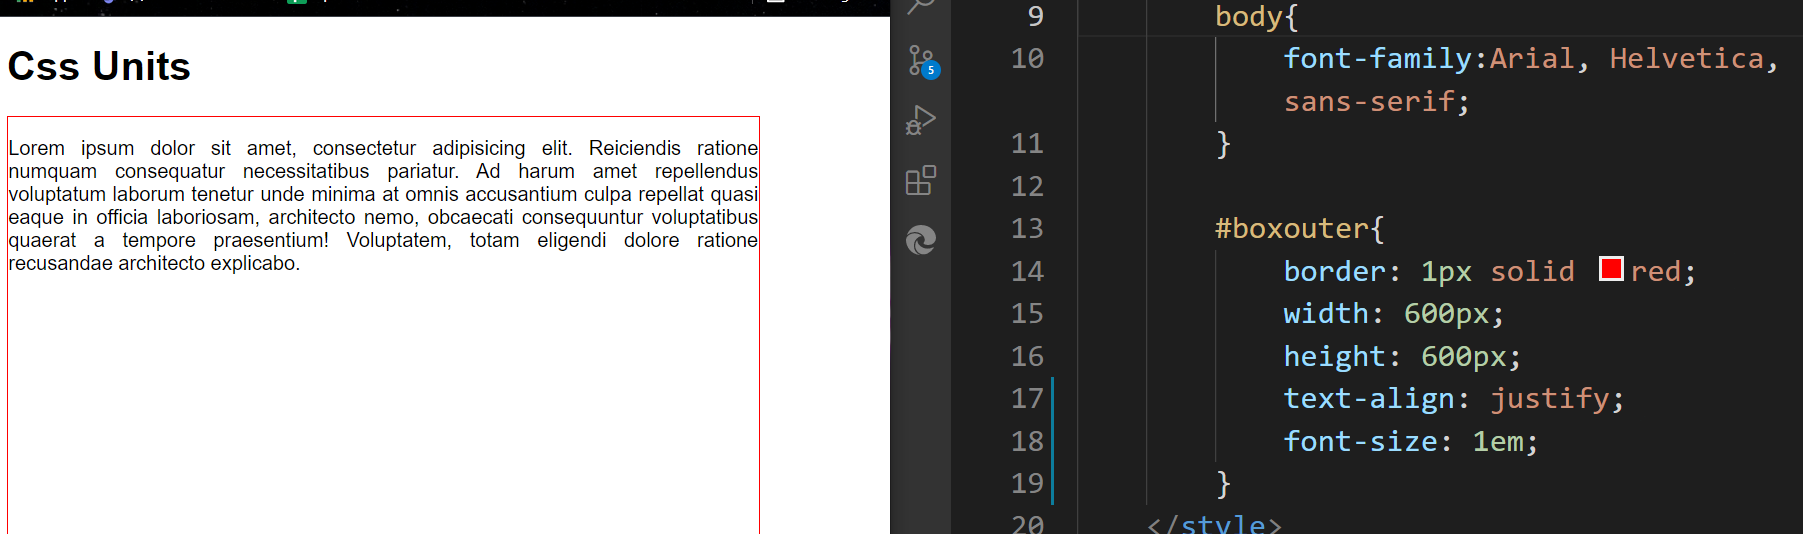 Css Units
Lorem ipsum dolor sit amet, consectetur adipisicing elit. Reiciendis ratione
numquam consequatur necessitatibus pariatur. Ad harum amet repellendus
voluptatum laborum tenetur unde minima at omnis accusantium culpa repellat quasi
eaque in officia laboriosam, architecto nemo, obcaecati consequuntur voluptatibus
quaerat a tempore praesentium! Voluptatem, totam eligendi dolore ratione
recusandae architecto explicabo.
5
9 body{
10 font-family:Arial, Helvetica,
sans-serif;
11 }
12
13 #boxouter{
14 border: 1px solid red;
15 width: 600px;
16 height: 600px;
17 text-align: justify;
18 font-size: 1em;
19 }
20 </style>